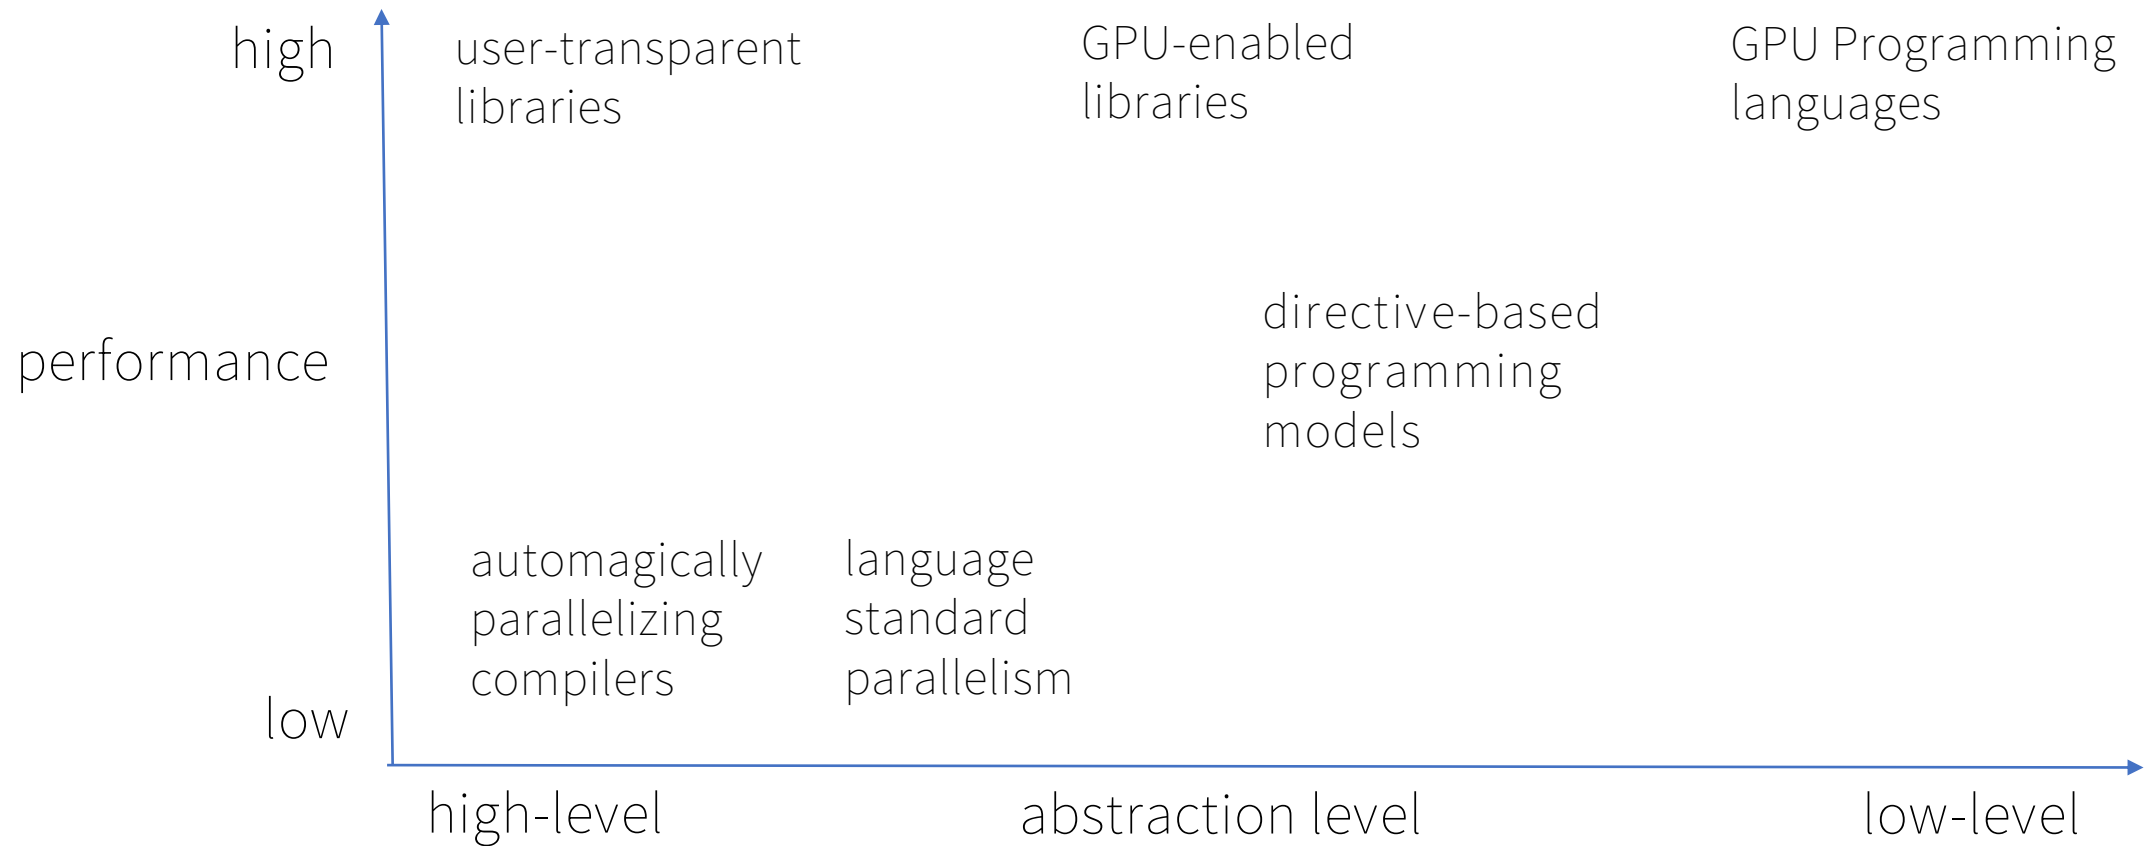 high
user-transparent
libraries
GPU-enabled
libraries
GPU Programming
languages
performance
directive-based
programming
models
automagically
parallelizing
compilers
language
standard
parallelism
low
high-level
abstraction level
low-level